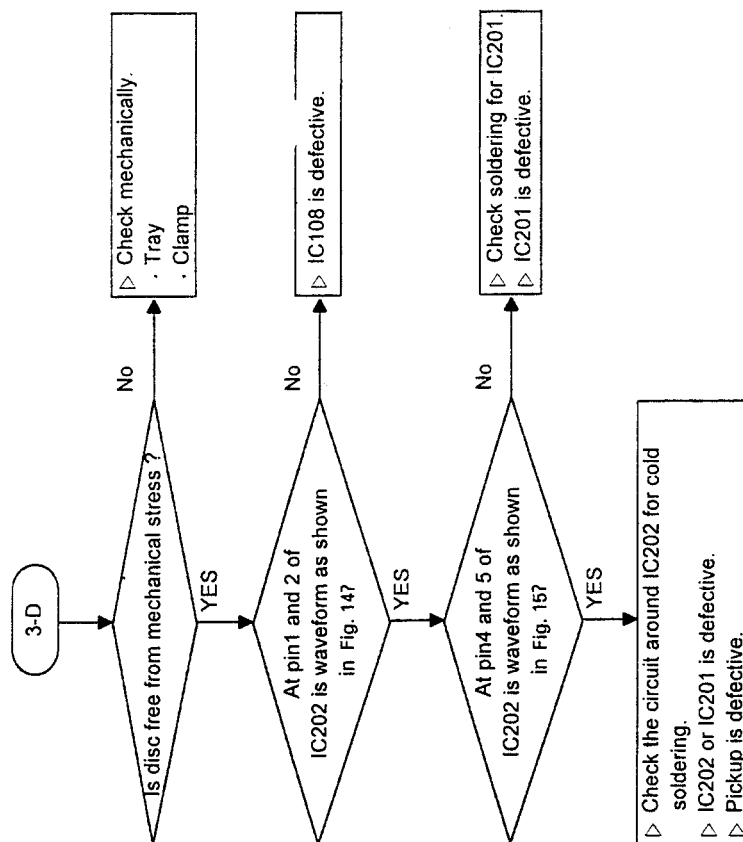 3-D
Is disc free from mechanical stress ?
No
▷ Check mechanically.
. Tray
. Clamp
YES
At pin1 and 2 of
IC202 is waveform as shown
in Fig. 14?
No
▷ IC108 is defective.
YES
At pin4 and 5 of
IC202 is waveform as shown
in Fig. 15?
No
▷ Check soldering for IC201.
▷ IC201 is defective.
YES
▷ Check the circuit around IC202 for cold
soldering.
▷ IC202 or IC201 is defective.
▷ Pickup is defective.